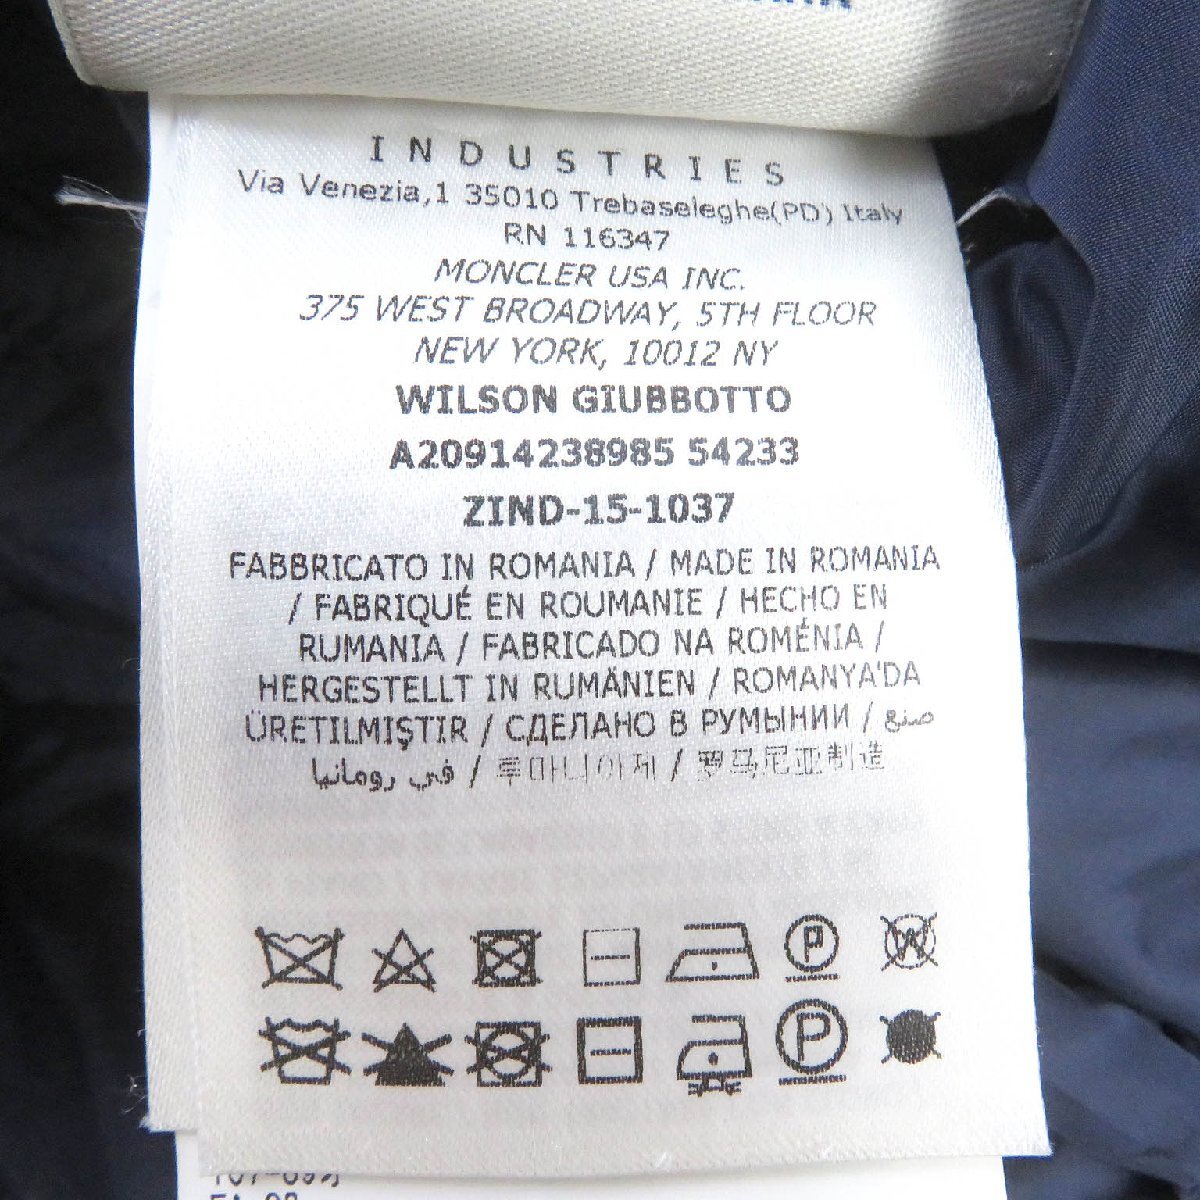 INDUSTRIES
Via Venezia,1 35010 Trebaseleghe(PD) Italy
RN 116347
MONCLER USA INC.
375 WEST BROADWAY, 5TH FLOOR
NEW YORK, 10012 NY
WILSON GIUBBOTTO
A20914238985 54233
ZIND-15-1037
FABBRICATO IN ROMANIA / MADE IN ROMANIA
/ FABRIQUÉ EN ROUMANIE / HECHO EN
RUMANIA / FABRICADO NA ROMÉNIA /
HERGESTELLT IN RUMÄNIEN / ROMANYA'DA
ÜRETILMIŞTIR / СДЕЛАНО В РУМЫНИИ / صنع
في رومانيا / 루마니아제 / 罗马尼亚制造
P W
P